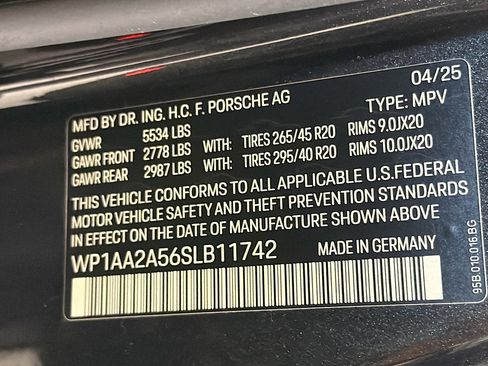 04/25
MFD BY DR. ING. H.C. F. PORSCHE AG TYPE: MPV
GVWR 5534 LBS
GAWR FRONT 2778 LBS WITH: TIRES 265/45 R20 RIMS 9.0JX20
GAWR REAR 2987 LBS WITH: TIRES 295/40 R20 RIMS 10.0JX20
THIS VEHICLE CONFORMS TO ALL APPLICABLE U.S.FEDERAL
MOTOR VEHICLE SAFETY AND THEFT PREVENTION STANDARDS
IN EFFECT ON THE DATE OF MANUFACTURE SHOWN ABOVE
WP1AA2A56SLB11742 MADE IN GERMANY
95B.010.016.BG